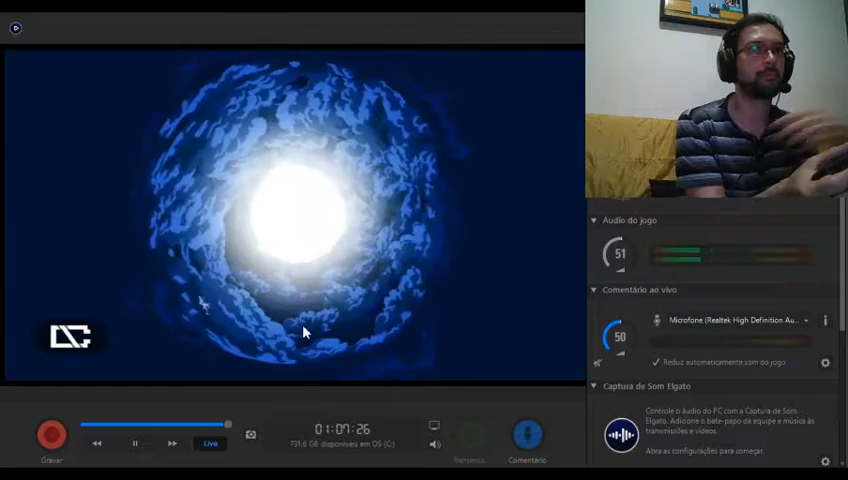 Áudio do jogo
51
Comentário ao vivo
Microfone (Realtek High Definition Au...
50
Reduz automaticamente som do jogo
Captura de Som Elgato
Controle o áudio do PC com a Captura de Som
Elgato. Adicione o bate-papo da equipe e música às
transmissões e vídeos.
Abra as configurações para começar.
Live
01:07:26
731.6 GB disponíveis em OS (C:)
Gravar
Comentário